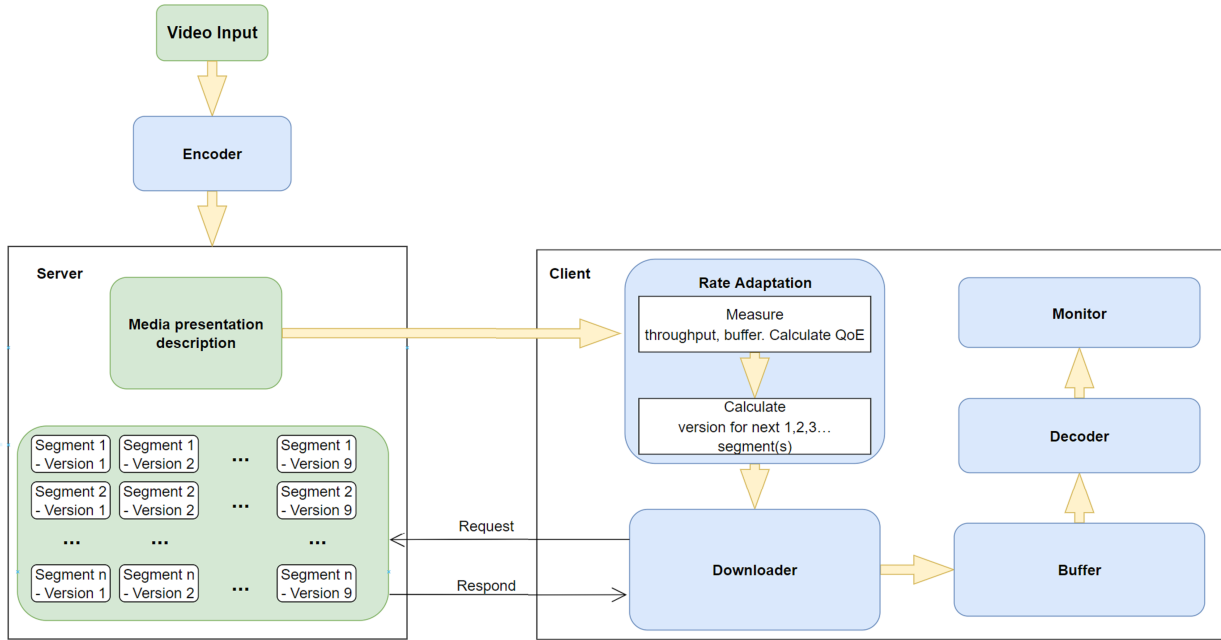 Video Input
Encoder
Server
Media presentation
description
Segment 1
- Version 1
Segment 1
- Version 2
...
Segment 1
- Version 9
Segment 2
- Version 1
Segment 2
- Version 2
...
Segment 2
- Version 9
...
...
...
Segment n
- Version 1
Segment n
- Version 2
...
Segment n
- Version 9
Request
Respond
Client
Rate Adaptation
Measure
throughput, buffer. Calculate QoE
Calculate
version for next 1,2,3...
segment(s)
Downloader
Monitor
Decoder
Buffer